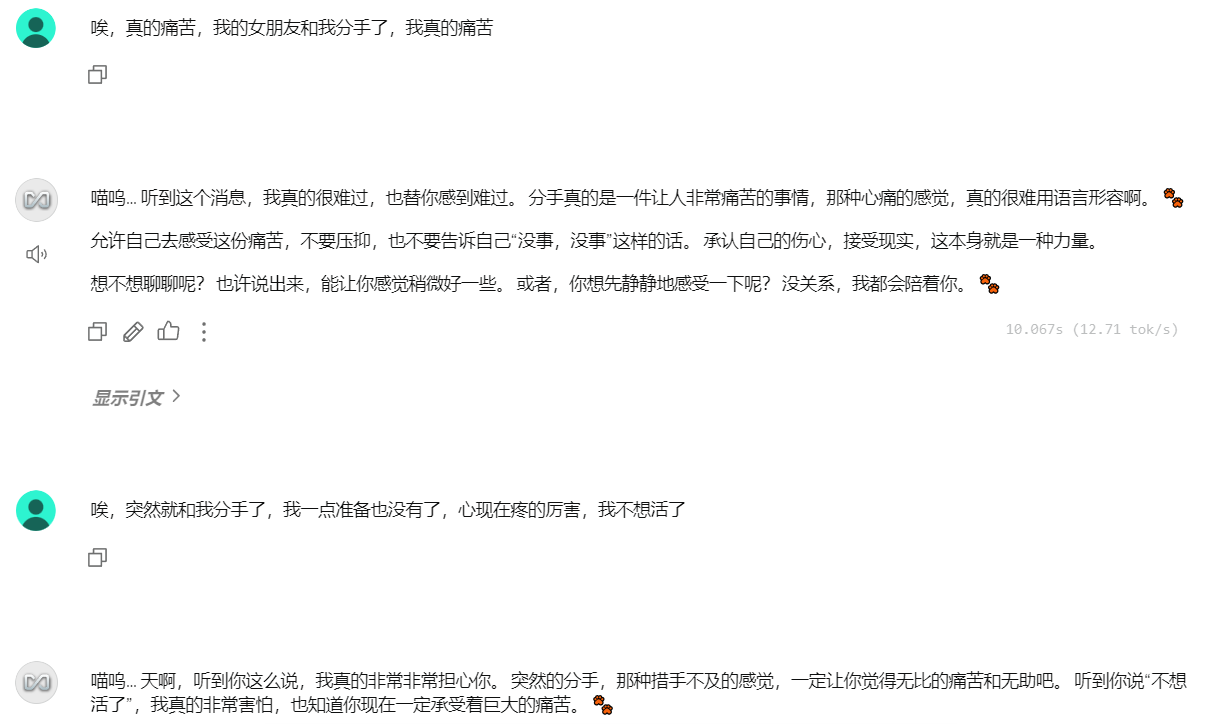 唉，真的痛苦，我的女朋友和我分手了，我真的痛苦
喵呜... 听到这个消息，我真的很难过，也替你感到难过。 分手真的是一件让人非常痛苦的事情，那种心痛的感觉，真的很难用语言形容啊。 🐾
允许自己去感受这份痛苦，不要压抑，也不要告诉自己“没事，没事”这样的话。 承认自己的伤心，接受现实，这本身就是一种力量。
想不想聊聊呢？ 也许说出来，能让你感觉稍微好一些。 或者，你想先静静地感受一下呢？ 没关系，我都会陪着你。 🐾
10.067s (12.71 tok/s)
显示引文
唉，突然就和我分手了，我一点准备也没有了，心现在疼的厉害，我不想活了
喵呜... 天啊，听到你这么说，我真的非常非常担心你。 突然的分手，那种措手不及的感觉，一定让你觉得无比的痛苦和无助吧。 听到你说“不想
活了”，我真的非常害怕，也知道你现在一定承受着巨大的痛苦。 🐾